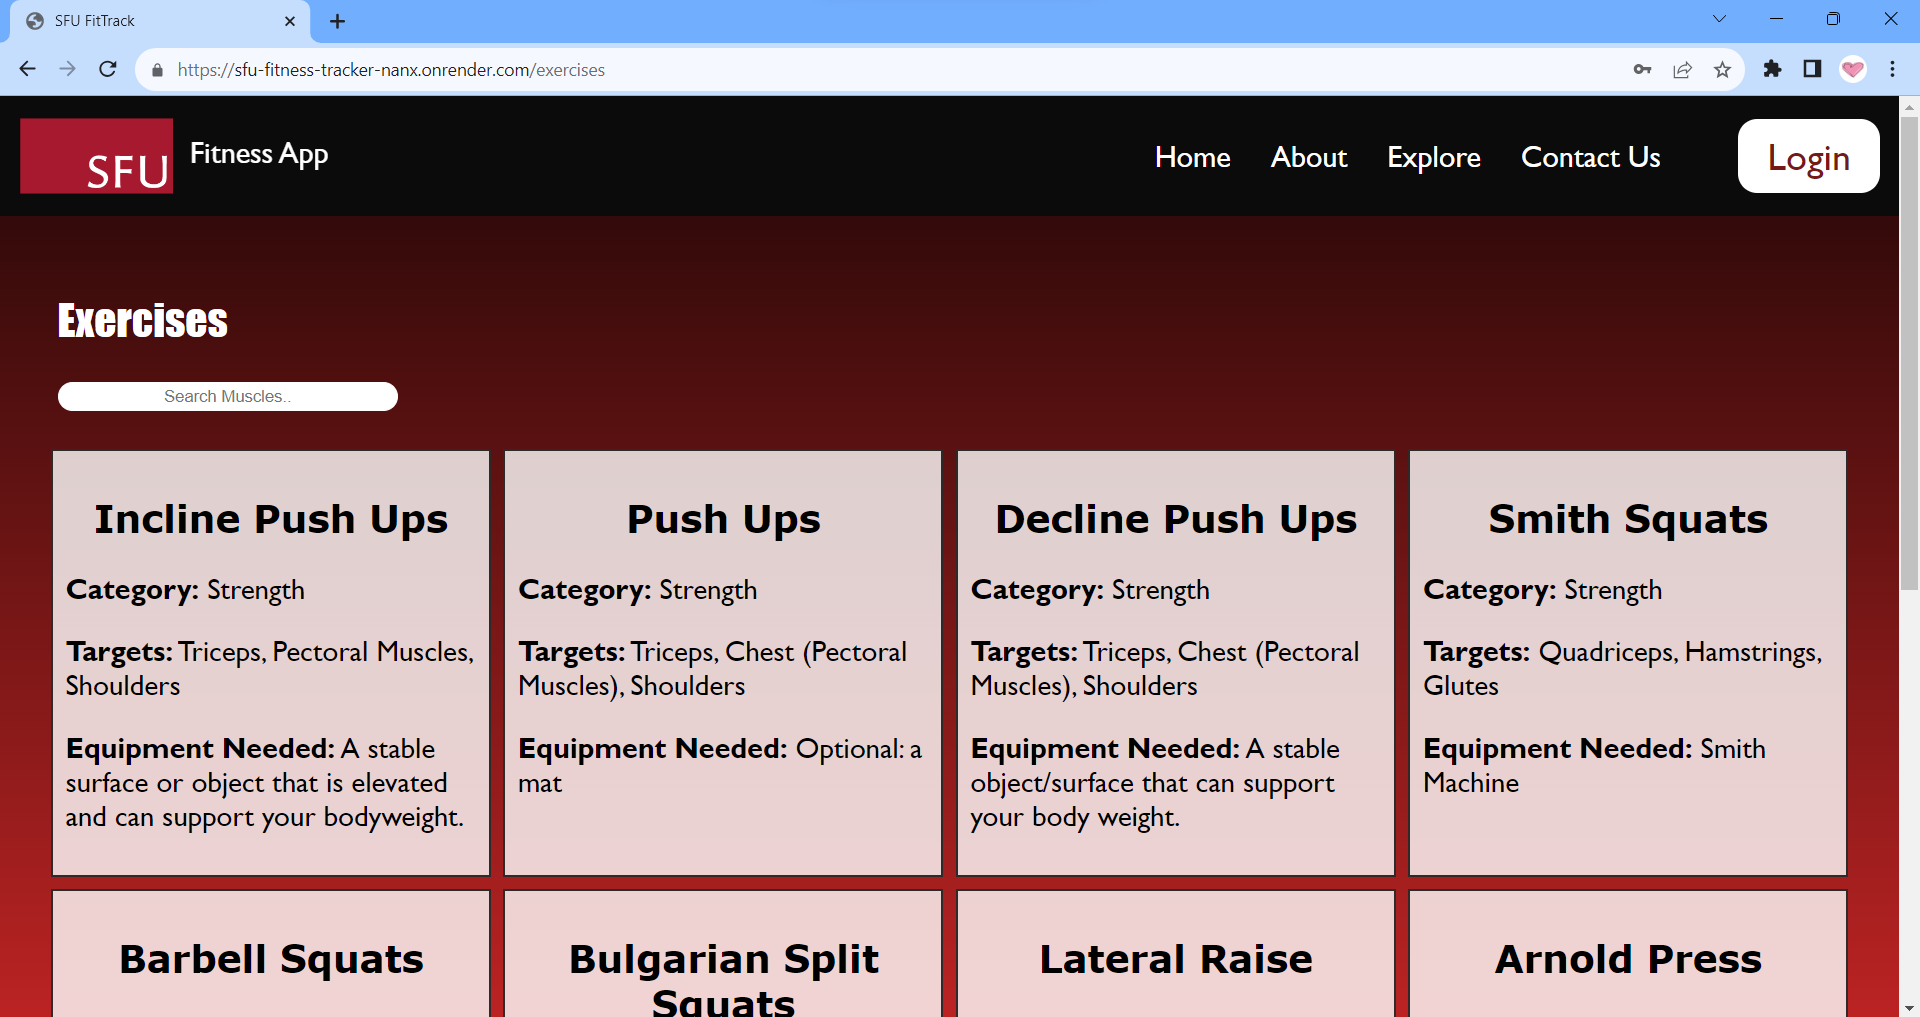 SFU FitTrack
https://sfu-fitness-tracker-nanx.onrender.com/exercises
SFU Fitness App Home About Explore Contact Us Login
Exercises
Search Muscles..
Incline Push Ups
Category: Strength
Targets: Triceps, Pectoral Muscles,
Shoulders
Equipment Needed: A stable
surface or object that is elevated
and can support your bodyweight.
Push Ups
Category: Strength
Targets: Triceps, Chest (Pectoral
Muscles), Shoulders
Equipment Needed: Optional: a
mat
Decline Push Ups
Category: Strength
Targets: Triceps, Chest (Pectoral
Muscles), Shoulders
Equipment Needed: A stable
object/surface that can support
your body weight.
Smith Squats
Category: Strength
Targets: Quadriceps, Hamstrings,
Glutes
Equipment Needed: Smith
Machine
Barbell Squats
Bulgarian Split
Squats
Lateral Raise
Arnold Press